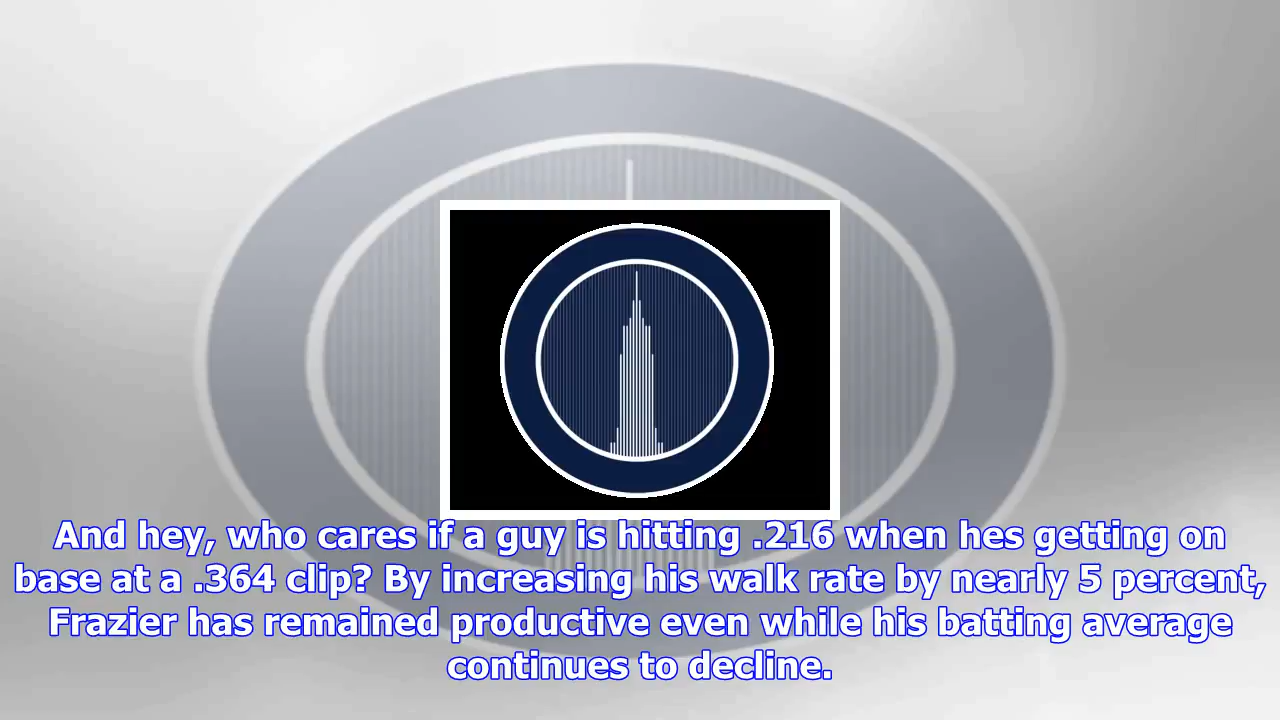 And hey, who cares if a guy is hitting .216 when hes getting on
base at a .364 clip? By increasing his walk rate by nearly 5 percent,
Frazier has remained productive even while his batting average
continues to decline.